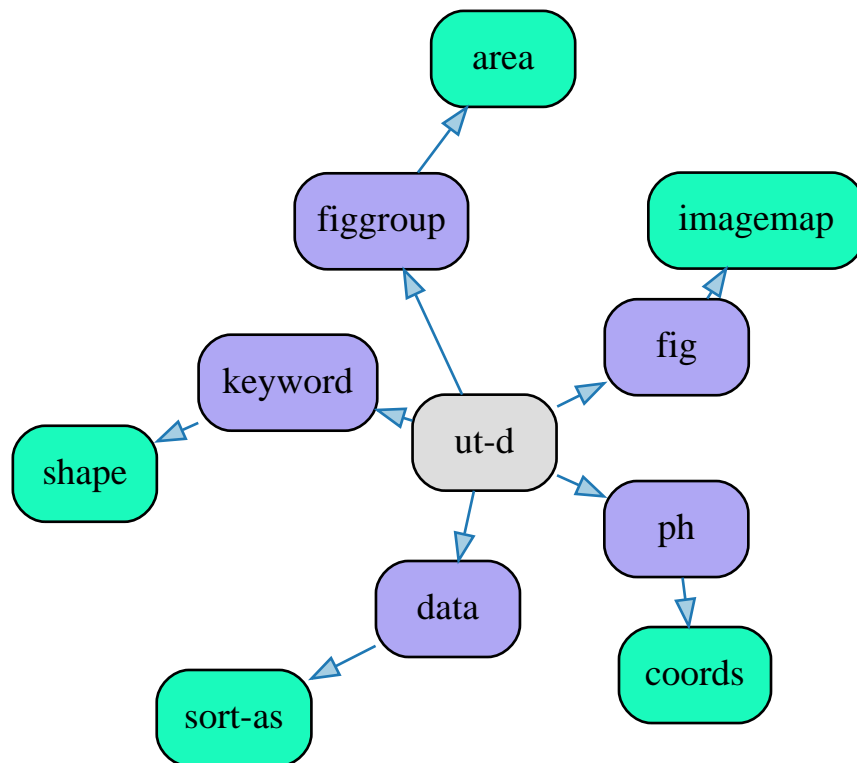 area
figgroup
imagemap
fig
keyword
ut-d
shape
ph
data
coords
sort-as